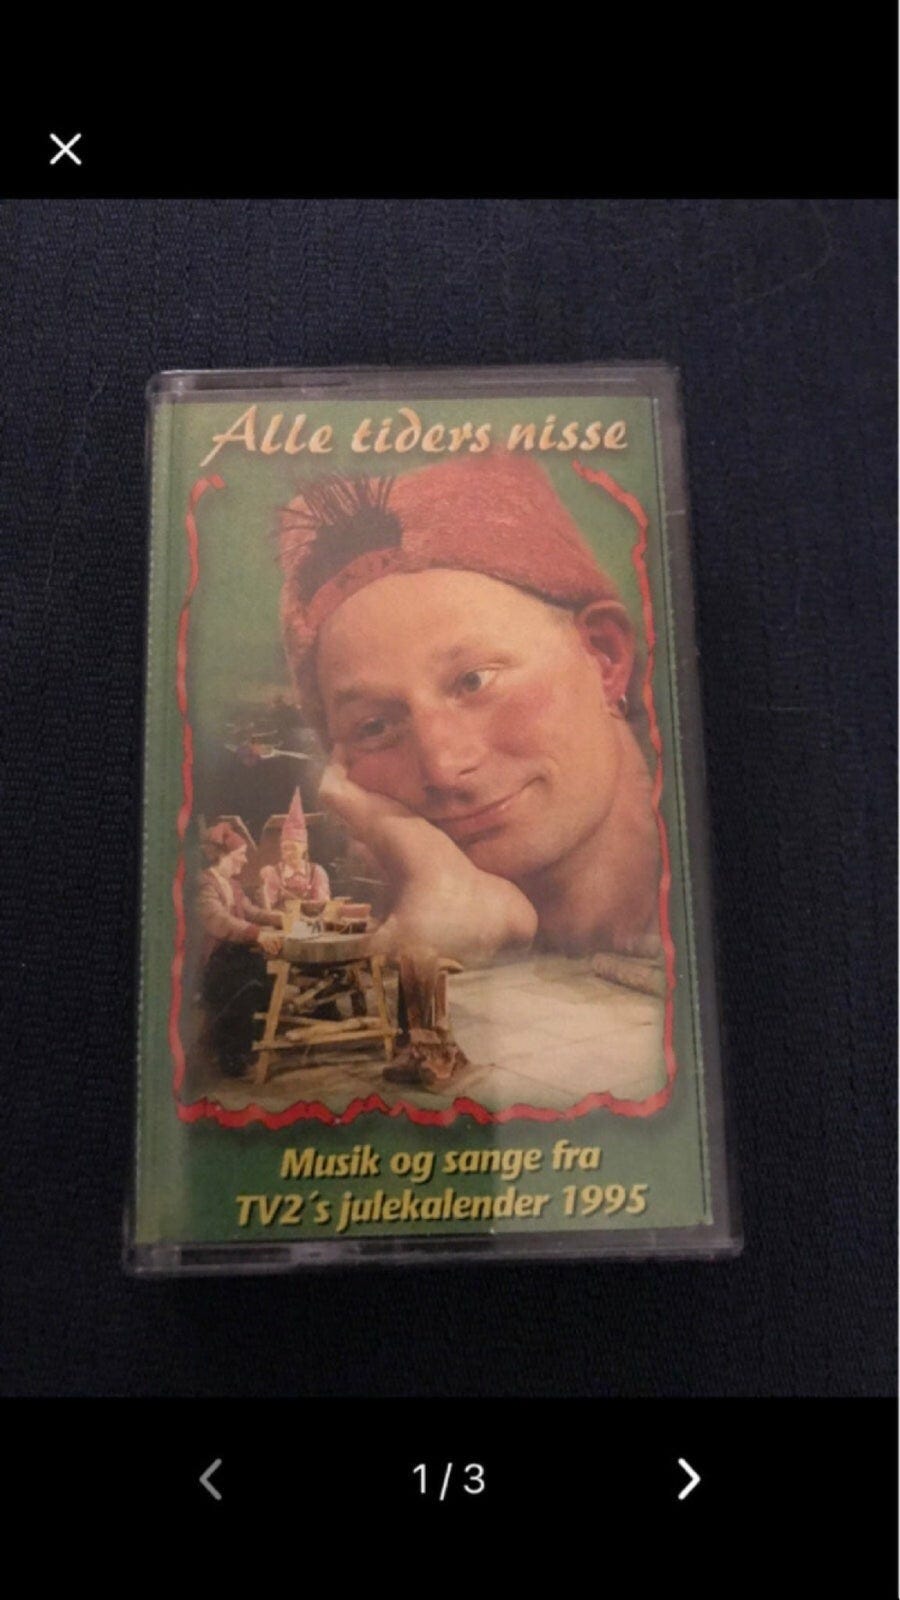 Alle tiders nisse
Musik og sange fra
TV2´s julekalender 1995
1 / 3